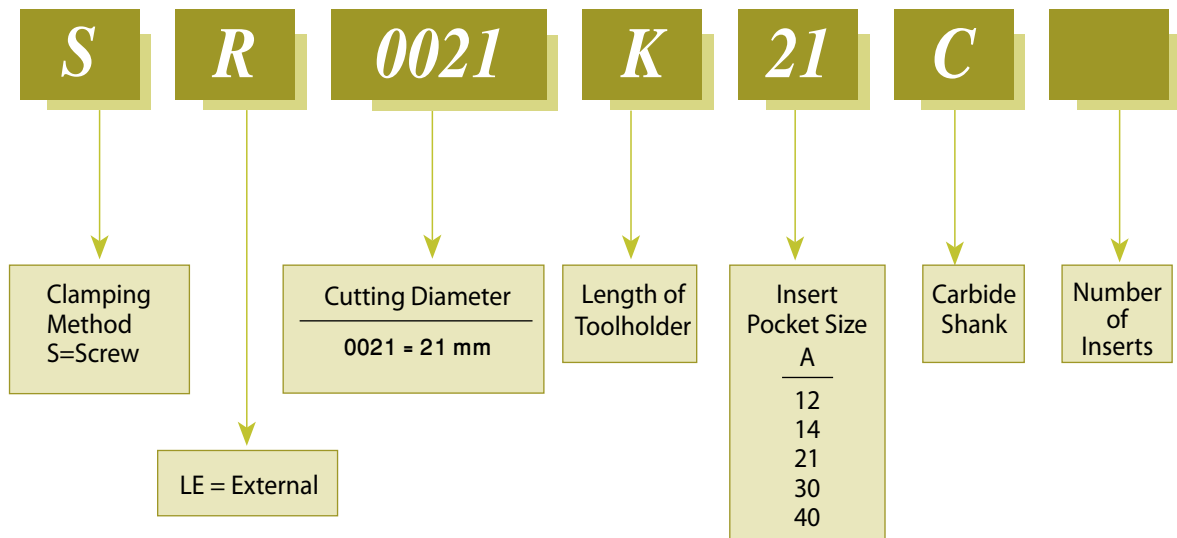 S R 0021 K 21 C
Clamping
Method
S=Screw
LE = External
Cutting Diameter
0021 = 21 mm
Length of
Toolholder
Insert
Pocket Size
A
12
14
21
30
40
Carbide
Shank
Number
of
Inserts